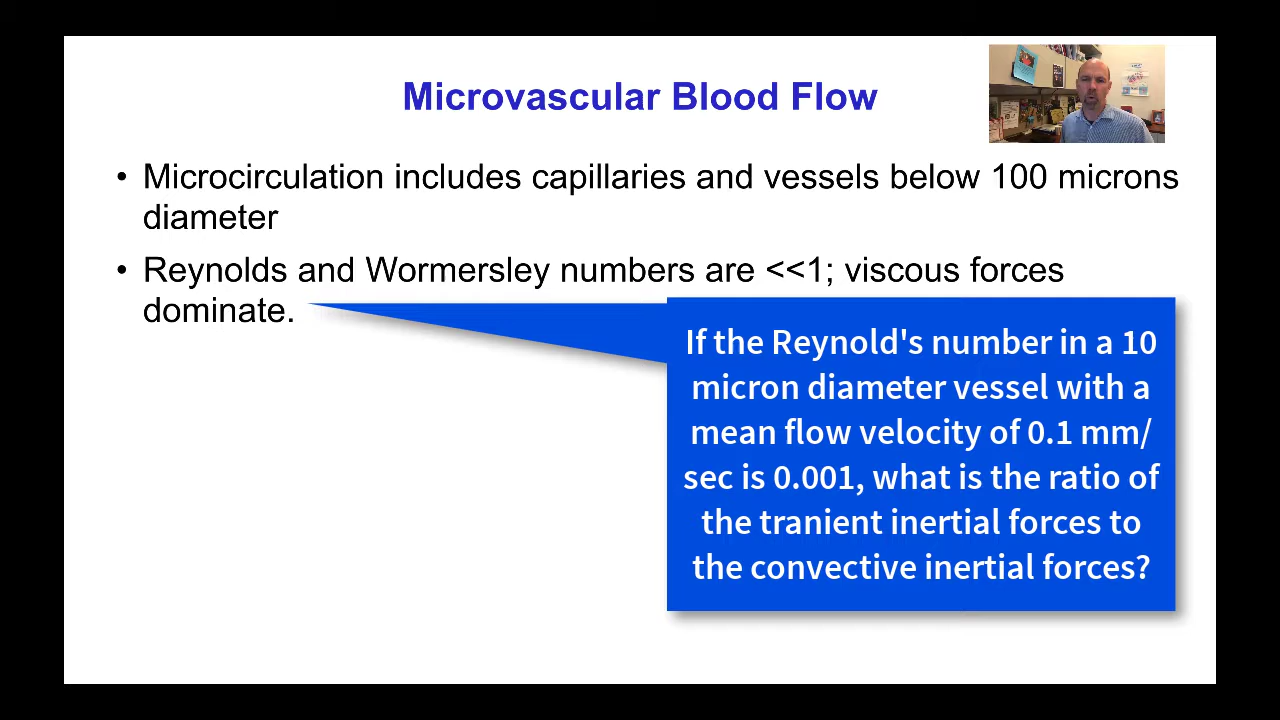 Microvascular Blood Flow
• Microcirculation includes capillaries and vessels below 100 microns
diameter
• Reynolds and Wormersley numbers are <<1; viscous forces
dominate.
If the Reynold's number in a 10
micron diameter vessel with a
mean flow velocity of 0.1 mm/
sec is 0.001, what is the ratio of
the tranient inertial forces to
the convective inertial forces?